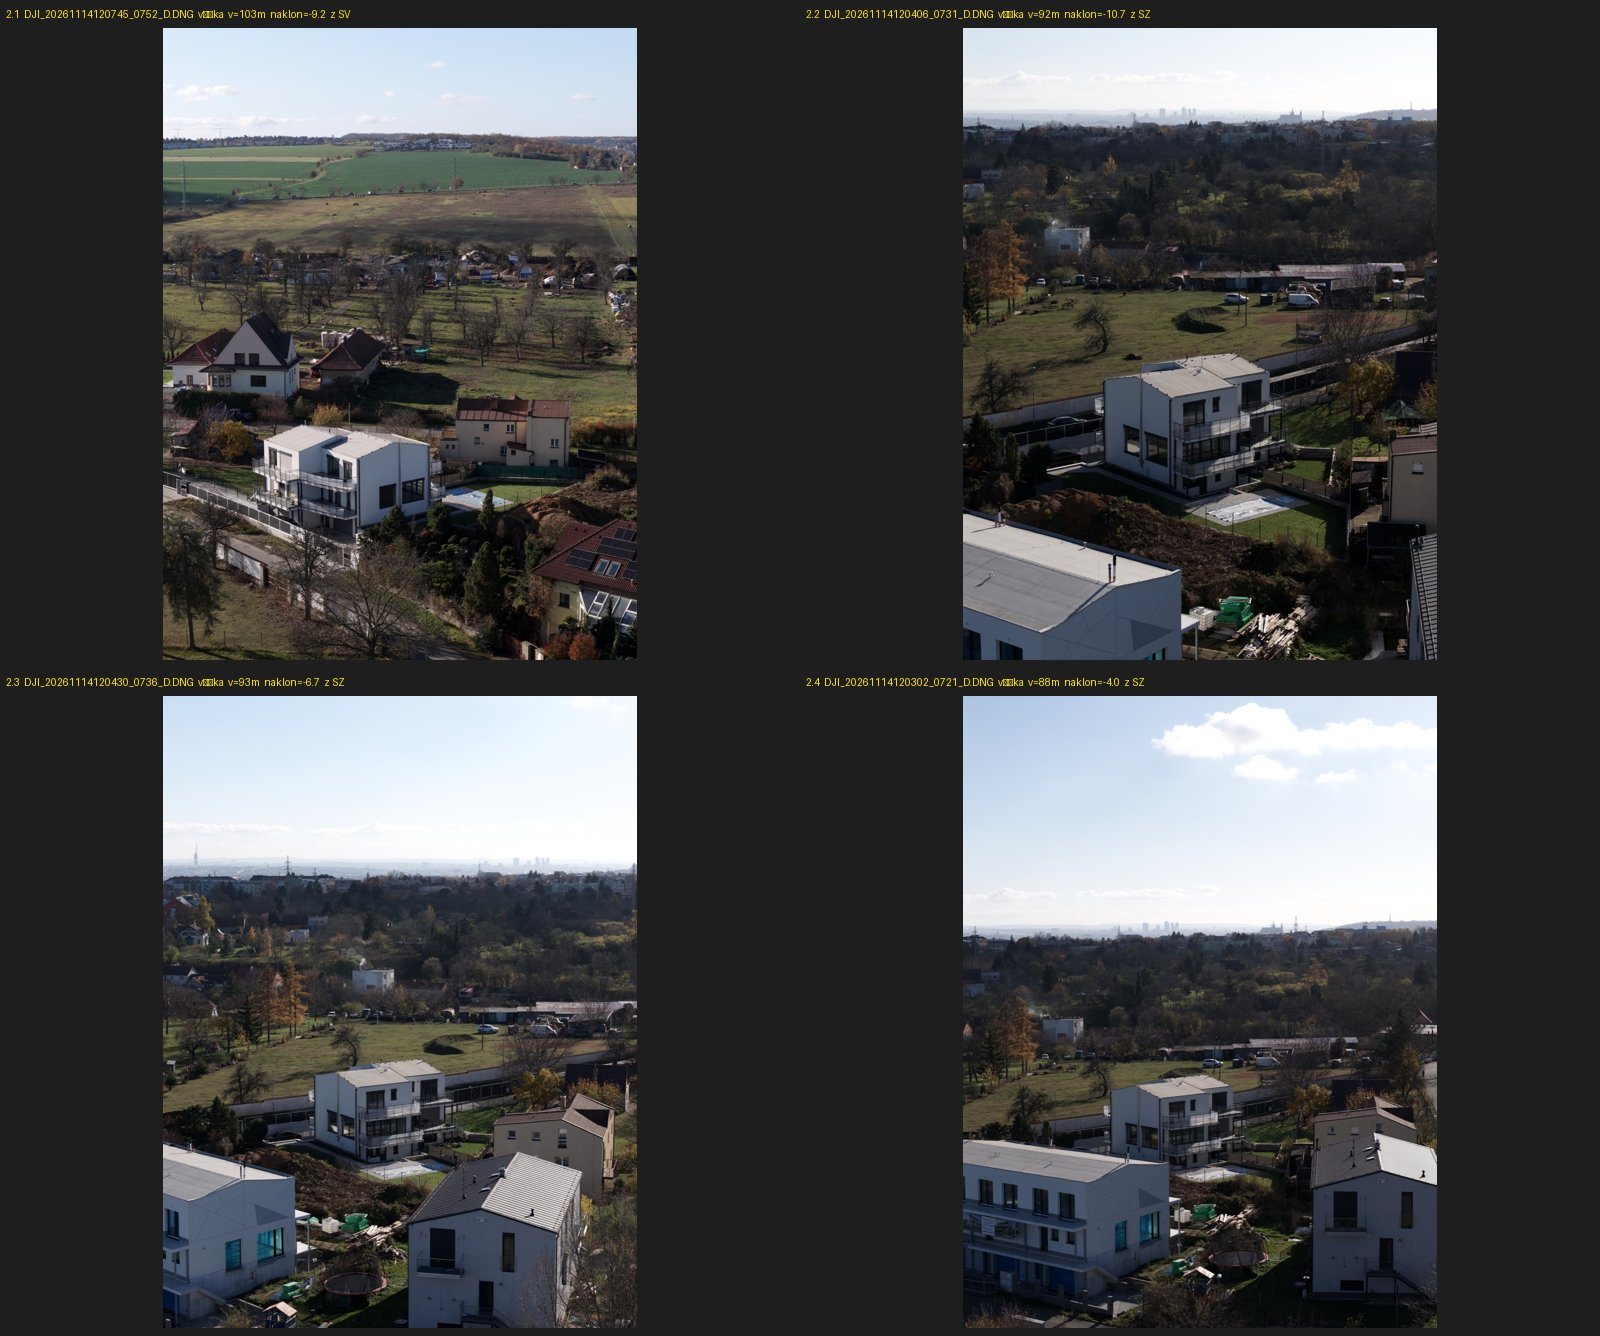 2.1 DJI_20261114120745_0752_D.DNG v□□ka v=103m naklon=-9.2 z SV
2.2 DJI_20261114120406_0731_D.DNG v□□ka v=92m naklon=-10.7 z SZ
2.3 DJI_20261114120430_0736_D.DNG v□□ka v=93m naklon=-6.7 z SZ
2.4 DJI_20261114120302_0721_D.DNG v□□ka v=88m naklon=-4.0 z SZ